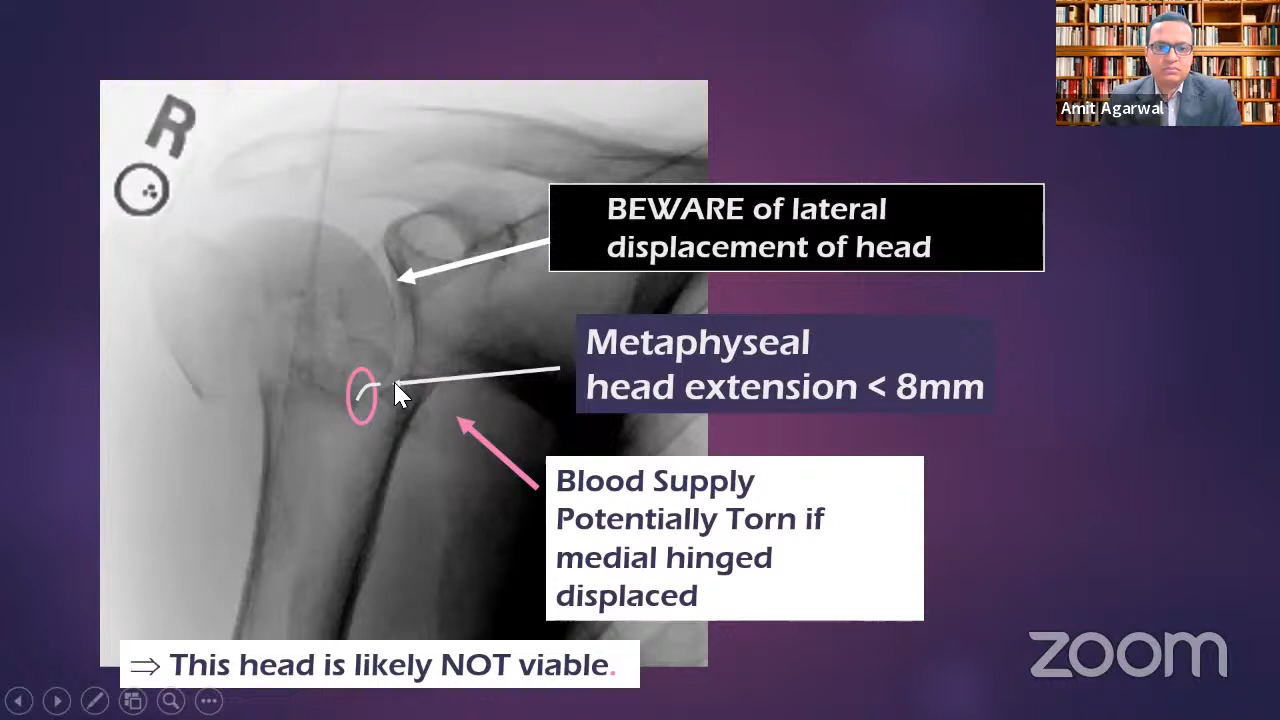 R
Amit Agarwal
BEWARE of lateral
displacement of head
Metaphyseal
head extension < 8mm
Blood Supply
Potentially Torn if
medial hinged
displaced
⇒ This head is likely NOT viable.
zoom